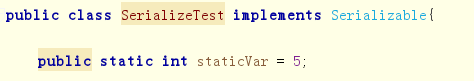 public class SerializeTest implements Serializable{
public static int staticVar = 5;